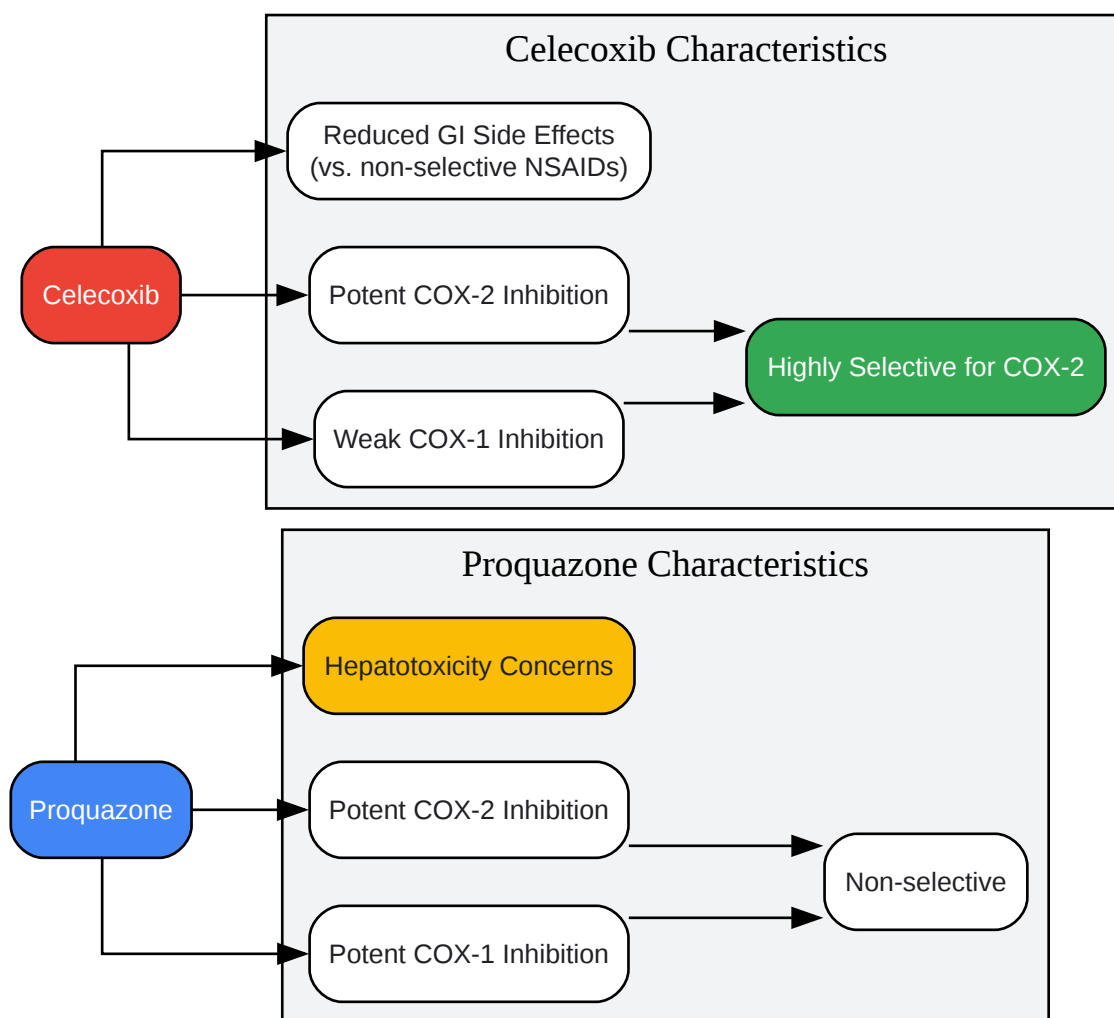 Celecoxib Characteristics
Reduced GI Side Effects
(vs. non-selective NSAIDs)
Celecoxib
Potent COX-2 Inhibition
Highly Selective for COX-2
Weak COX-1 Inhibition
Proquazone Characteristics
Hepatotoxicity Concerns
Proquazone
Potent COX-2 Inhibition
Non-selective
Potent COX-1 Inhibition